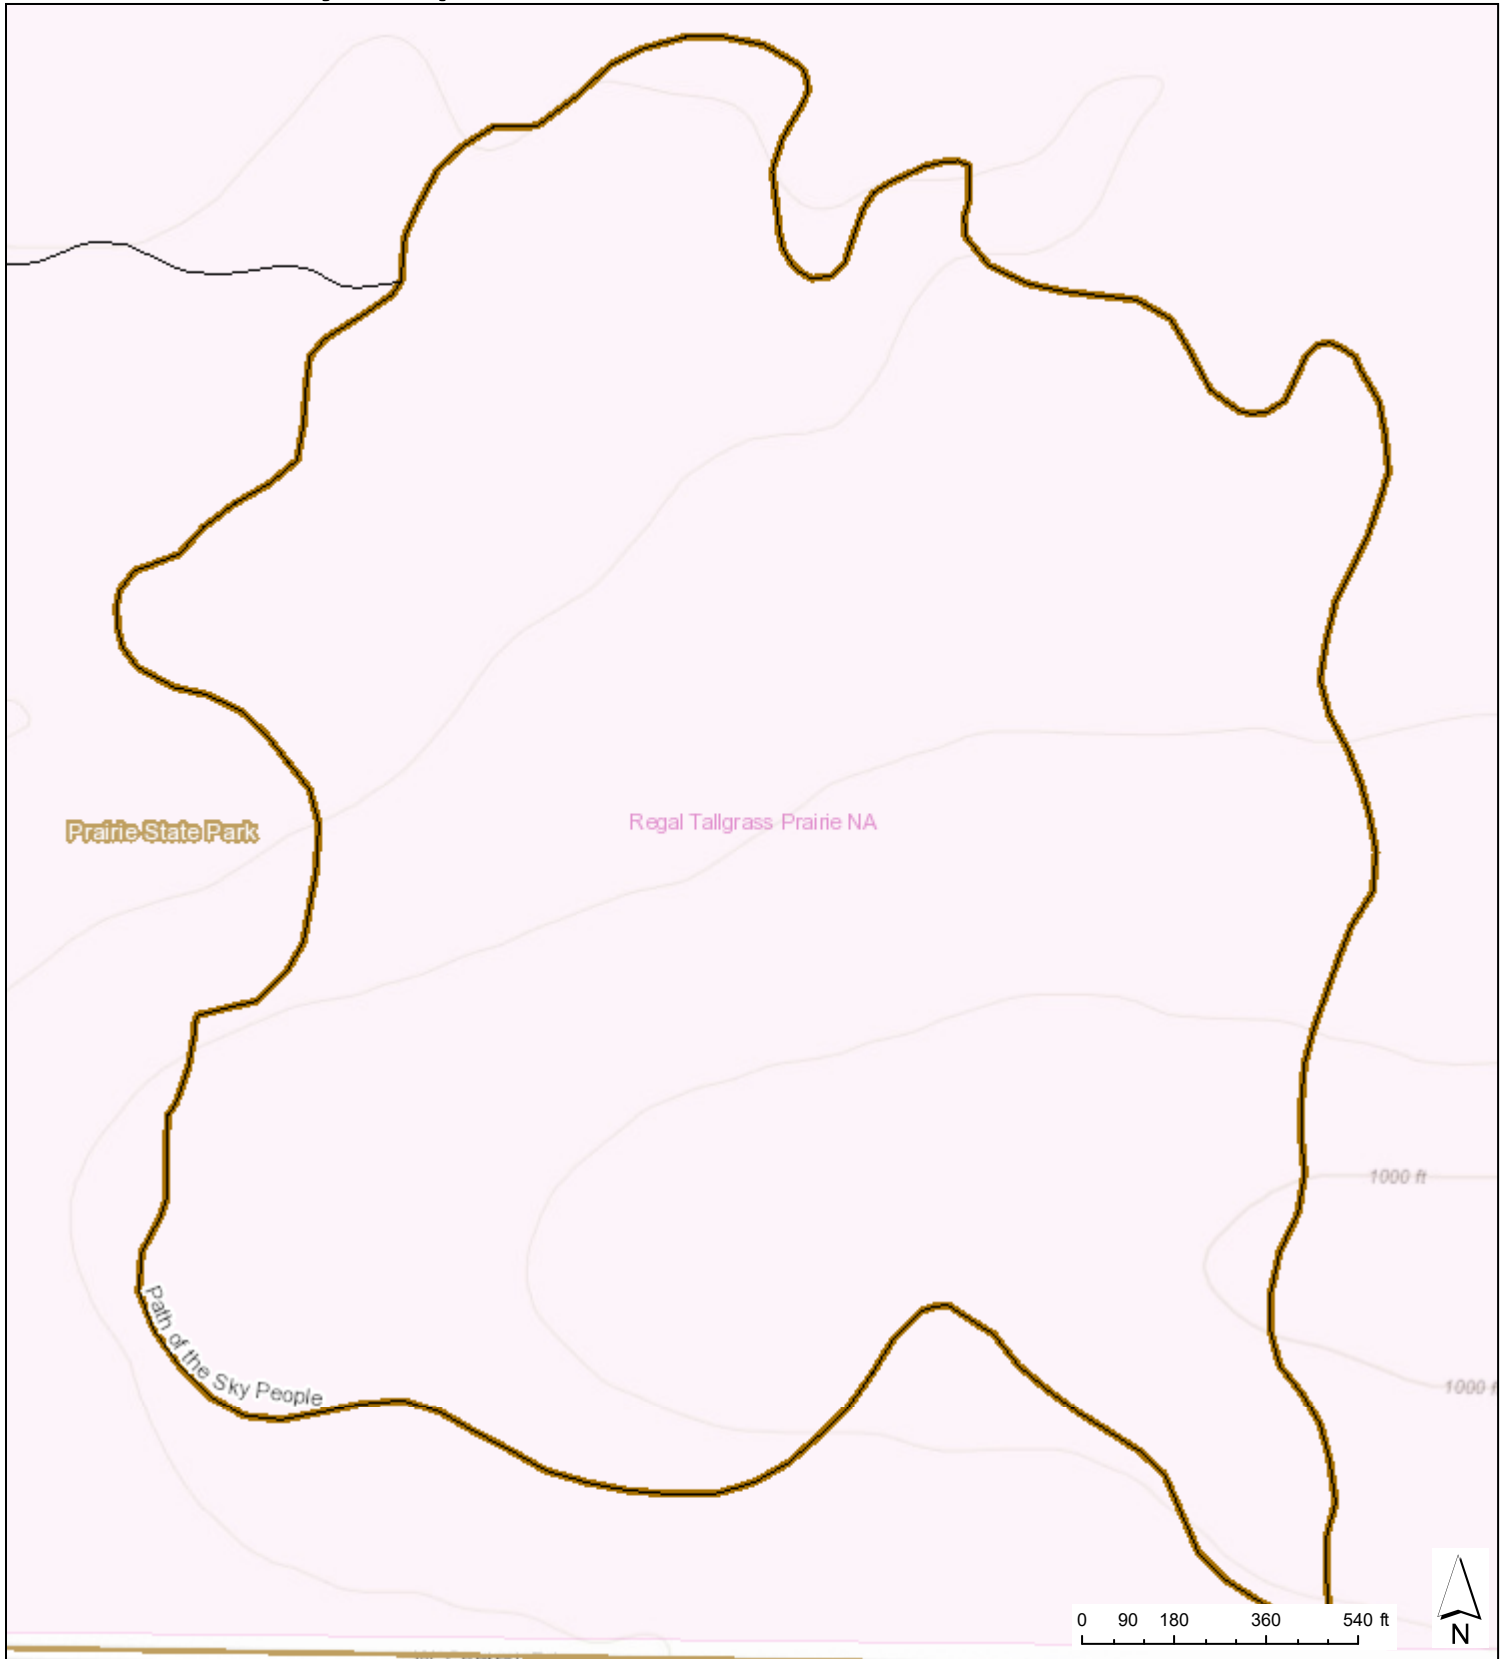 Prairie State Park
Regal Tallgrass Prairie NA
1000 ft
Path of the Sky People
1000 f
0 90 180 360 540 ft
N